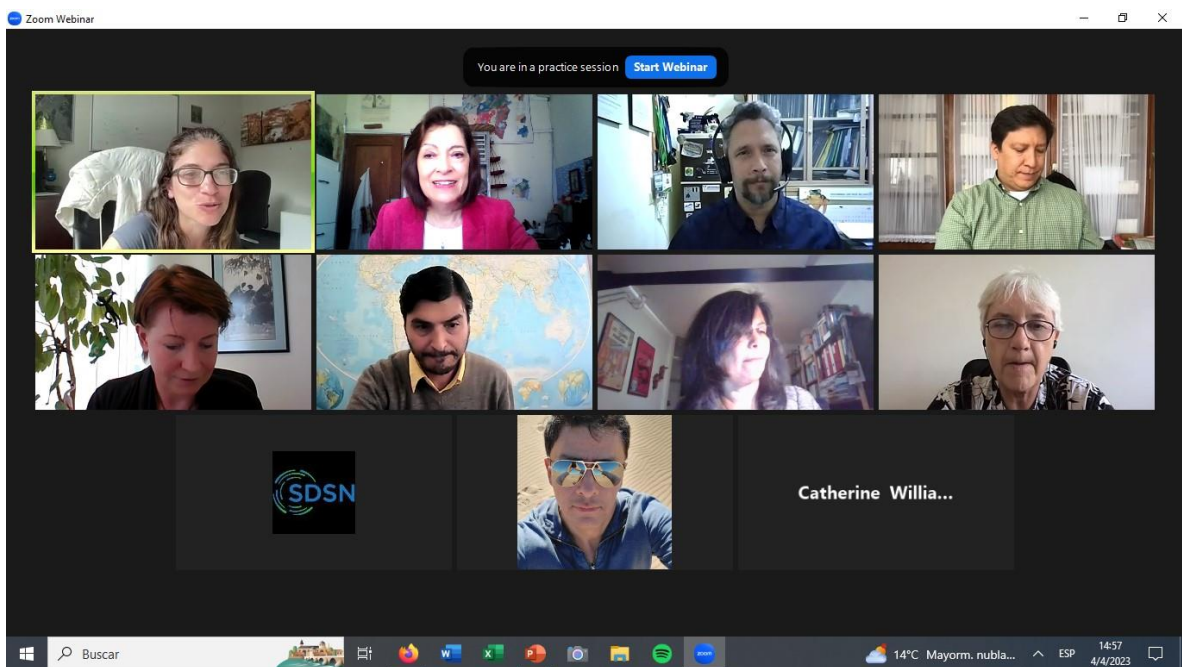 Zoom Webinar
You are in a practice session Start Webinar
SDSN
Catherine Willia...
Buscar
14°C Mayorm. nubla...
ESP
14:57
4/4/2023